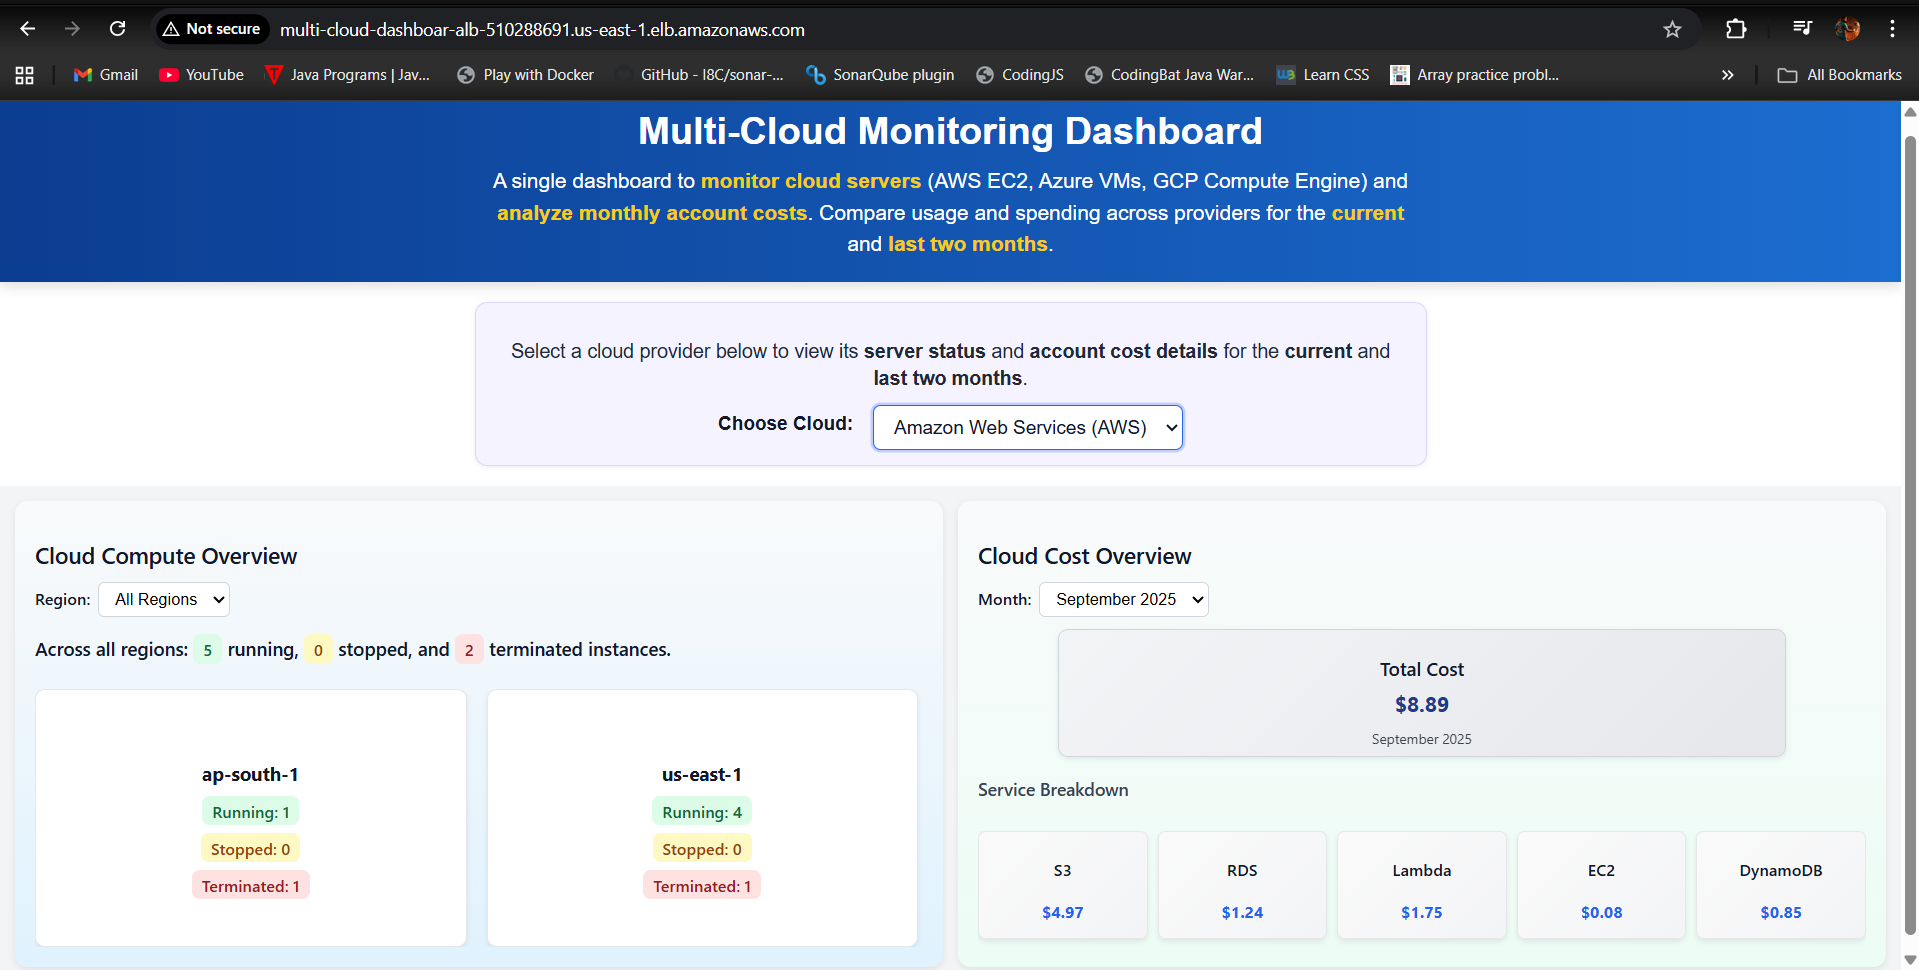 Not secure
multi-cloud-dashboar-alb-510288691.us-east-1.elb.amazonaws.com
Gmail
YouTube
Java Programs | Jav...
Play with Docker
GitHub - I8C/sonar-...
SonarQube plugin
CodingJS
CodingBat Java War...
Learn CSS
Array practice probl...
»
All Bookmarks
Multi-Cloud Monitoring Dashboard
A single dashboard to monitor cloud servers (AWS EC2, Azure VMs, GCP Compute Engine) and
analyze monthly account costs. Compare usage and spending across providers for the current
and last two months.
Select a cloud provider below to view its server status and account cost details for the current and
last two months.
Choose Cloud: Amazon Web Services (AWS)
Cloud Compute Overview
Region: All Regions
Across all regions: 5 running, 0 stopped, and 2 terminated instances.
ap-south-1
Running: 1
Stopped: 0
Terminated: 1
us-east-1
Running: 4
Stopped: 0
Terminated: 1
Cloud Cost Overview
Month: September 2025
Total Cost
$8.89
September 2025
Service Breakdown
S3
$4.97
RDS
$1.24
Lambda
$1.75
EC2
$0.08
DynamoDB
$0.85